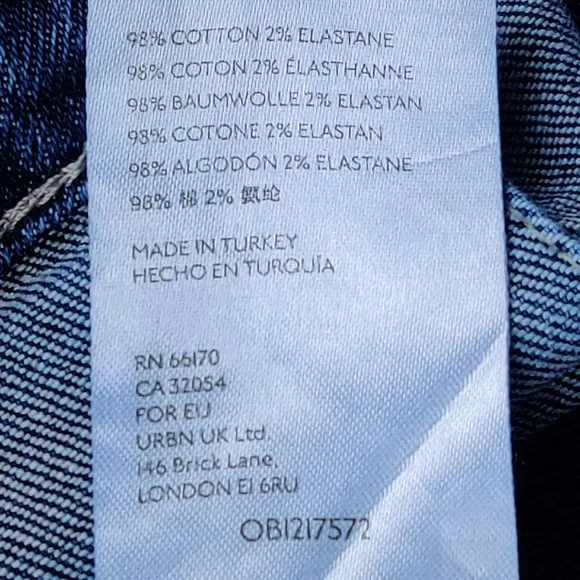 98% COTTON 2% ELASTANE
98% COTON 2% ÉLASTHANNE
98% BAUMWOLLE 2% ELASTAN
98% COTONE 2% ELASTAN
98% ALGODÓN 2% ELASTANE
98% 棉 2% 氨纶
MADE IN TURKEY
HECHO EN TURQUÍA
RN 66170
CA 32054
FOR EU
URBN UK Ltd.
146 Brick Lane,
LONDON E1 6RU
OB1217572